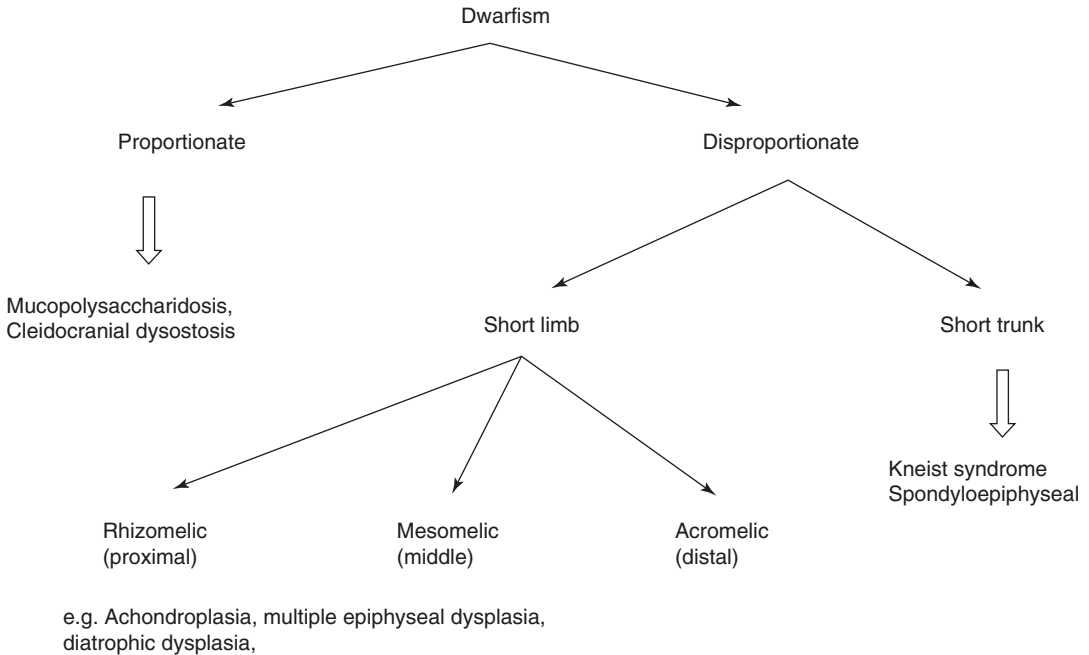 Dwarfism
Proportionate
Disproportionate
Mucopolysaccharidosis,
Cleidocranial dysostosis
Short limb
Short trunk
Kneist syndrome
Spondyloepiphyseal
Rhizomelic
(proximal)
Mesomelic
(middle)
Acromelic
(distal)
e.g. Achondroplasia, multiple epiphyseal dysplasia,
diatrophic dysplasia,